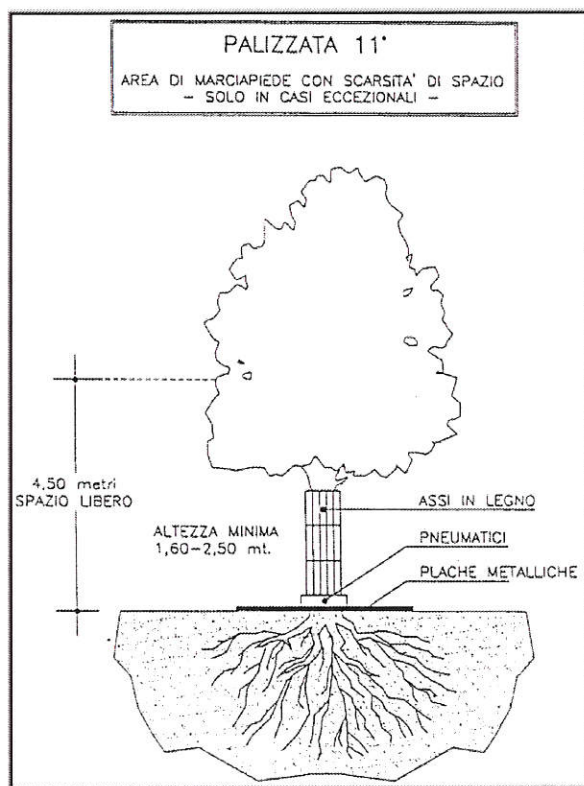 PALIZZATA 11°
AREA DI MARCIAPIEDE CON SCARSITA' DI SPAZIO
- SOLO IN CASI ECCEZIONALI -
4,50 metri
SPAZIO LIBERO
ALTEZZA MINIMA
1,60-2,50 mt.
ASSI IN LEGNO
PNEUMATICI
PLACHE METALLICHE